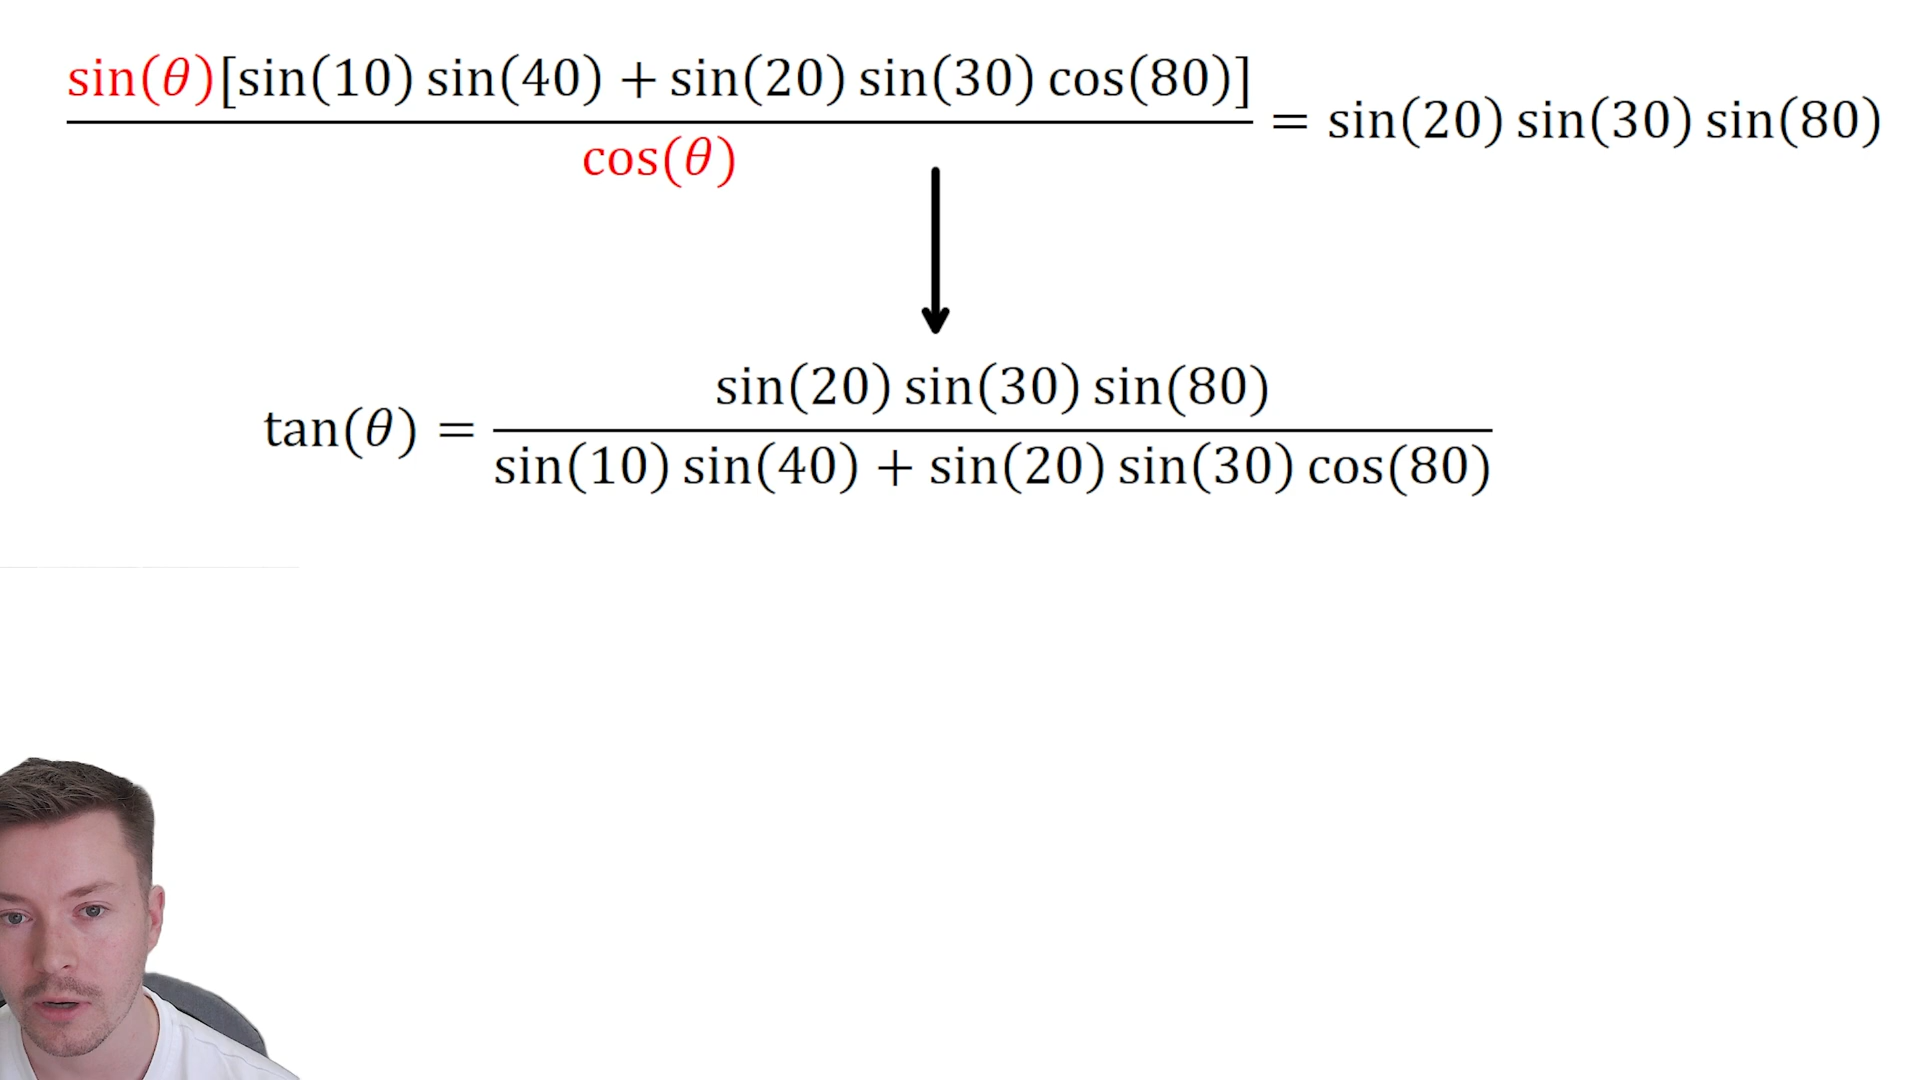 sin(θ)[sin(10) sin(40) + sin(20) sin(30) cos(80)]
cos(θ)
= sin(20) sin(30) sin(80)
tan(θ) =
sin(20) sin(30) sin(80)
sin(10) sin(40) + sin(20) sin(30) cos(80)